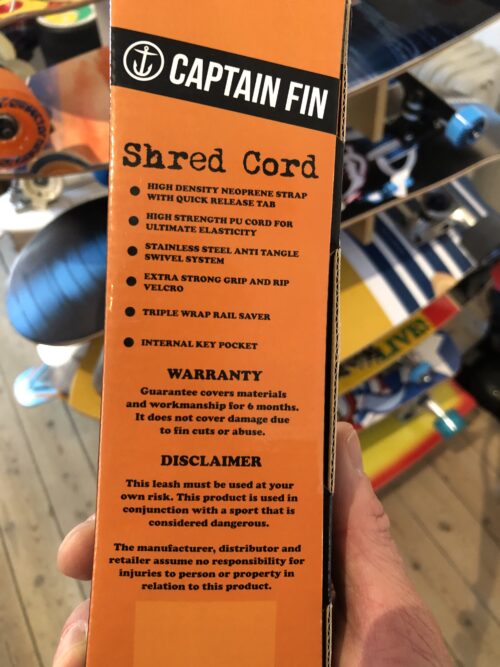 CAPTAIN FIN
Shred Cord
HIGH DENSITY NEOPRENE STRAP
WITH QUICK RELEASE TAB
HIGH STRENGTH PU CORD FOR
ULTIMATE ELASTICITY
STAINLESS STEEL ANTI TANGLE
SWIVEL SYSTEM
EXTRA STRONG GRIP AND RIP
VELCRO
TRIPLE WRAP RAIL SAVER
INTERNAL KEY POCKET
WARRANTY
Guarantee covers materials
and workmanship for 6 months.
It does not cover damage due
to fin cuts or abuse.
DISCLAIMER
This leash must be used at your
own risk. This product is used in
conjunction with a sport that is
considered dangerous.
The manufacturer, distributor and
retailer assume no responsibility for
injuries to person or property in
relation to this product.